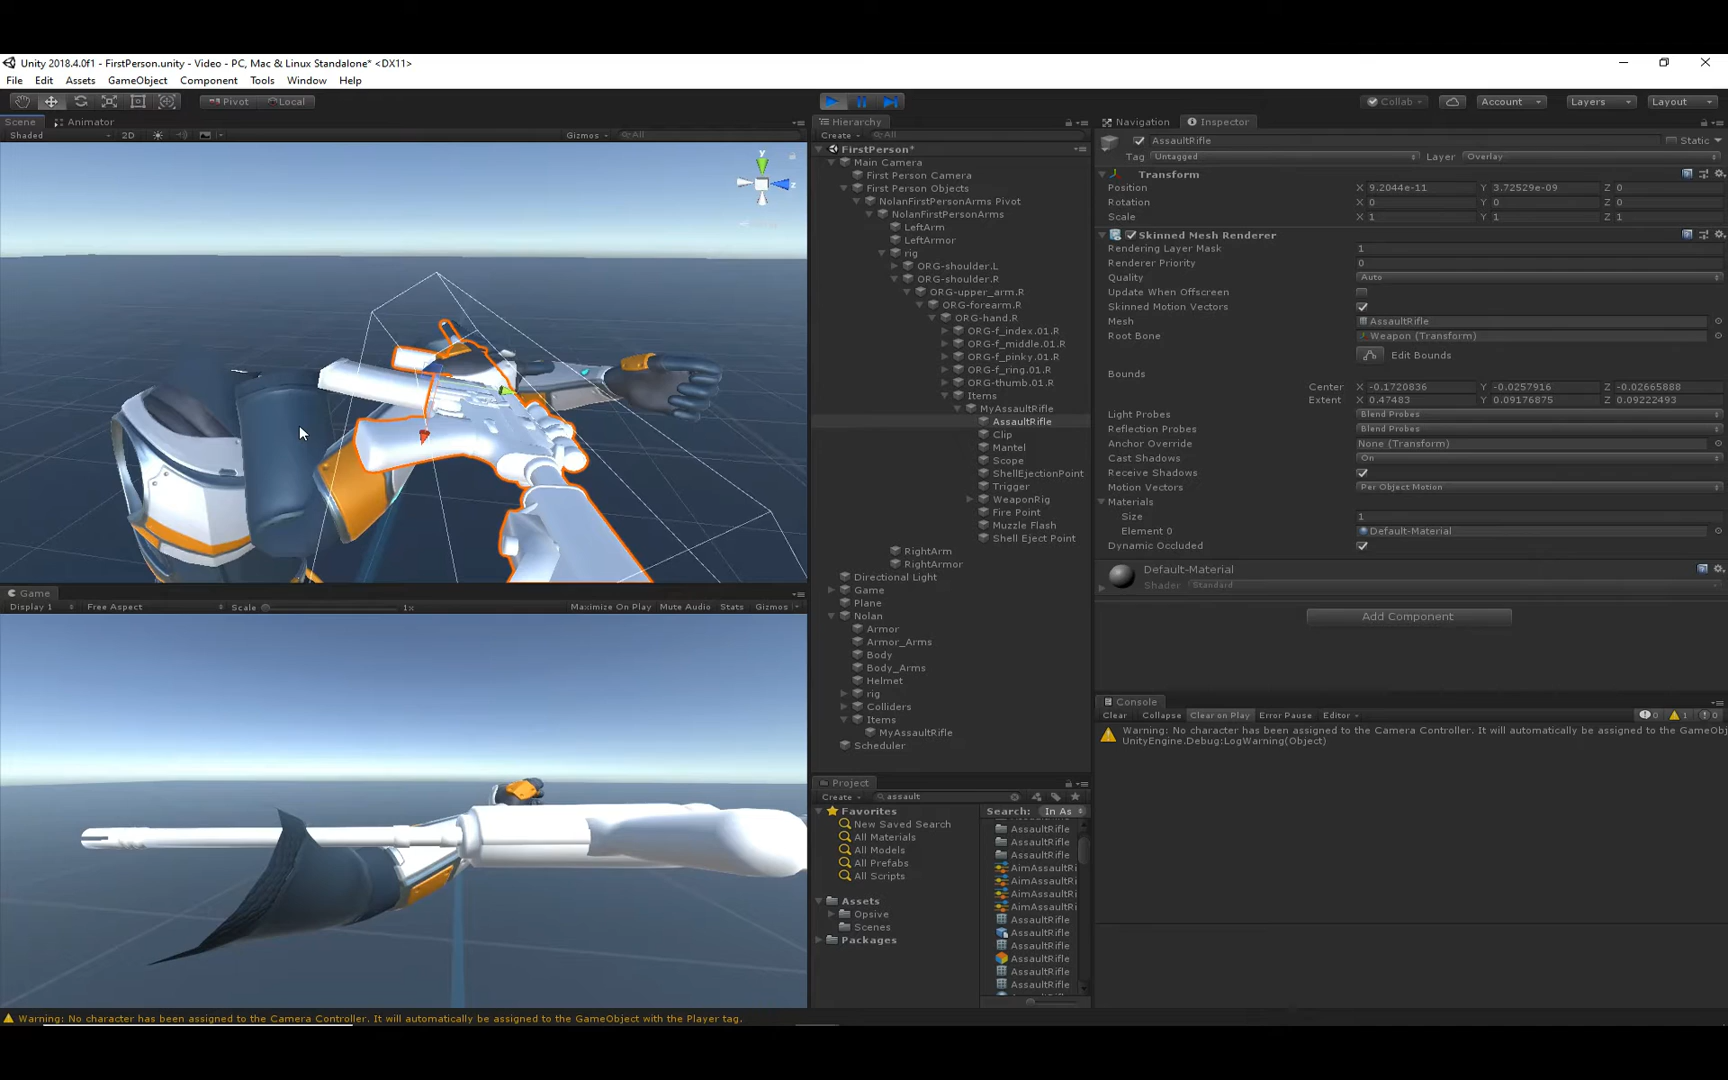 Unity 2018.4.0f1 - FirstPerson.unity - Video - PC, Mac & Linux Standalone* <DX11>
File Edit Assets GameObject Component Tools Window Help
Pivot Local Collab Account Layers Layout
Scene Animator
Shaded 2D Gizmos All
y
z
Game
Display 1 Free Aspect Scale 1x Maximize On Play Mute Audio Stats Gizmos
Hierarchy
Create All
FirstPerson*
Main Camera
First Person Camera
First Person Objects
NolanFirstPersonArms Pivot
NolanFirstPersonArms
LeftArm
LeftArmor
rig
ORG-shoulder.L
ORG-shoulder.R
ORG-upper_arm.R
ORG-forearm.R
ORG-hand.R
ORG-f_index.01.R
ORG-f_middle.01.R
ORG-f_pinky.01.R
ORG-f_ring.01.R
ORG-thumb.01.R
Items
MyAssaultRifle
AssaultRifle
Clip
Mantel
Scope
ShellEjectionPoint
Trigger
WeaponRig
Fire Point
Muzzle Flash
Shell Eject Point
RightArm
RightArmor
Directional Light
Game
Plane
Nolan
Armor
Armor_Arms
Body
Body_Arms
Helmet
rig
Colliders
Items
MyAssaultRifle
Scheduler
Project
Create assault
Favorites
New Saved Search
All Materials
All Models
All Prefabs
All Scripts
Assets
Opsive
Scenes
Packages
Search: In As
AssaultRifle
AssaultRifle
AssaultRifle
AimAssaultRi
AimAssaultRi
AimAssaultRi
AimAssaultRi
AssaultRifle
AssaultRifle
AssaultRifle
AssaultRifle
AssaultRifle
AssaultRifle
Navigation Inspector
AssaultRifle Static
Tag Untagged Layer Overlay
Transform
Position X 9.2044e-11 Y 3.72529e-09 Z 0
Rotation X 0 Y 0 Z 0
Scale X 1 Y 1 Z 1
Skinned Mesh Renderer
Rendering Layer Mask 1
Renderer Priority 0
Quality Auto
Update When Offscreen
Skinned Motion Vectors
Mesh AssaultRifle
Root Bone Weapon (Transform)
Edit Bounds
Bounds
Center X -0.1720836 Y -0.0257916 Z -0.02665888
Extent X 0.47483 Y 0.09176875 Z 0.09222493
Light Probes Blend Probes
Reflection Probes Blend Probes
Anchor Override None (Transform)
Cast Shadows On
Receive Shadows
Motion Vectors Per Object Motion
Materials
Size 1
Element 0 Default-Material
Dynamic Occluded
Default-Material
Shader Standard
Add Component
Console
Clear Collapse Clear on Play Error Pause Editor 0 1 0
Warning: No character has been assigned to the Camera Controller. It will automatically be assigned to the GameObj
UnityEngine.Debug:LogWarning(Object)
Warning: No character has been assigned to the Camera Controller. It will automatically be assigned to the GameObject with the Player tag.